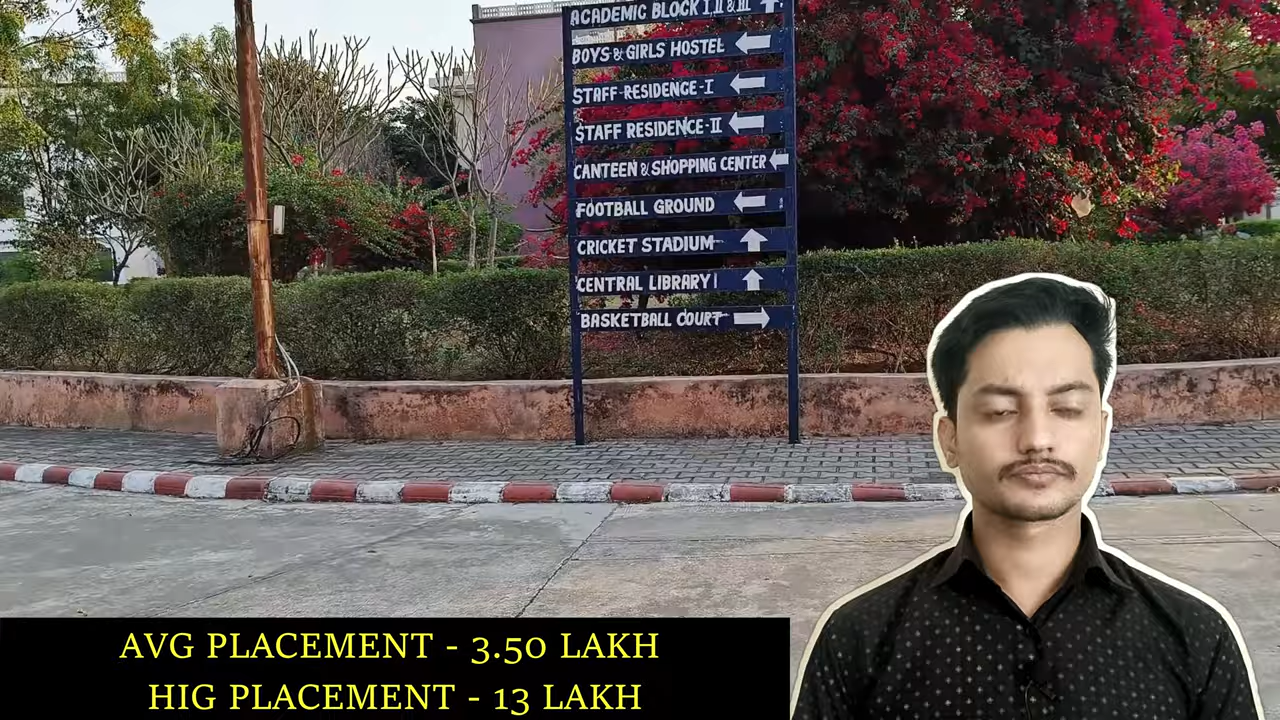 ACADEMIC BLOCK I,II & III
BOYS & GIRLS HOSTEL
STAFF RESIDENCE-I
STAFF RESIDENCE-II
CANTEEN & SHOPPING CENTER
FOOTBALL GROUND
CRICKET STADIUM
CENTRAL LIBRARY
BASKETBALL COURT
AVG PLACEMENT - 3.50 LAKH
HIG PLACEMENT - 13 LAKH